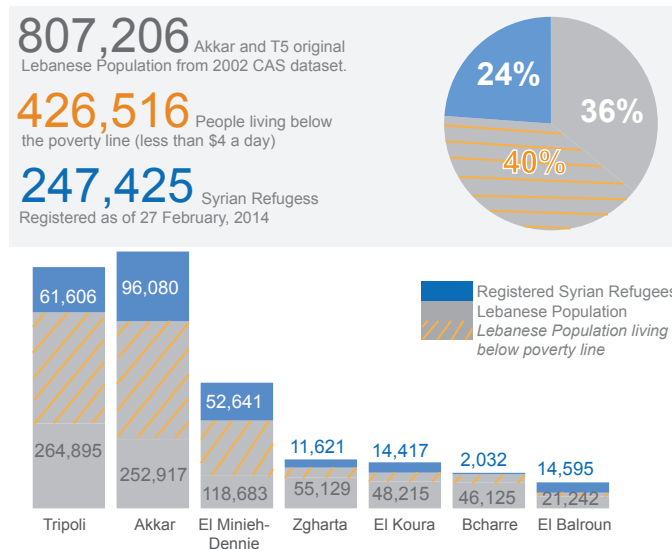 807,206 Akkar and T5 original
Lebanese Population from 2002 CAS dataset.
426,516 People living below
the poverty line (less than $4 a day)
247,425 Syrian Refugess
Registered as of 27 February, 2014
24%
36%
40%
Registered Syrian Refugees
Lebanese Population
Lebanese Population living
below poverty line
61,606
96,080
52,641
11,621
14,417
2,032
14,595
264,895
252,917
118,683
55,129
48,215
46,125
21,242
Tripoli
Akkar
El Minieh-
Dennie
Zgharta
El Koura
Bcharre
El Balroun